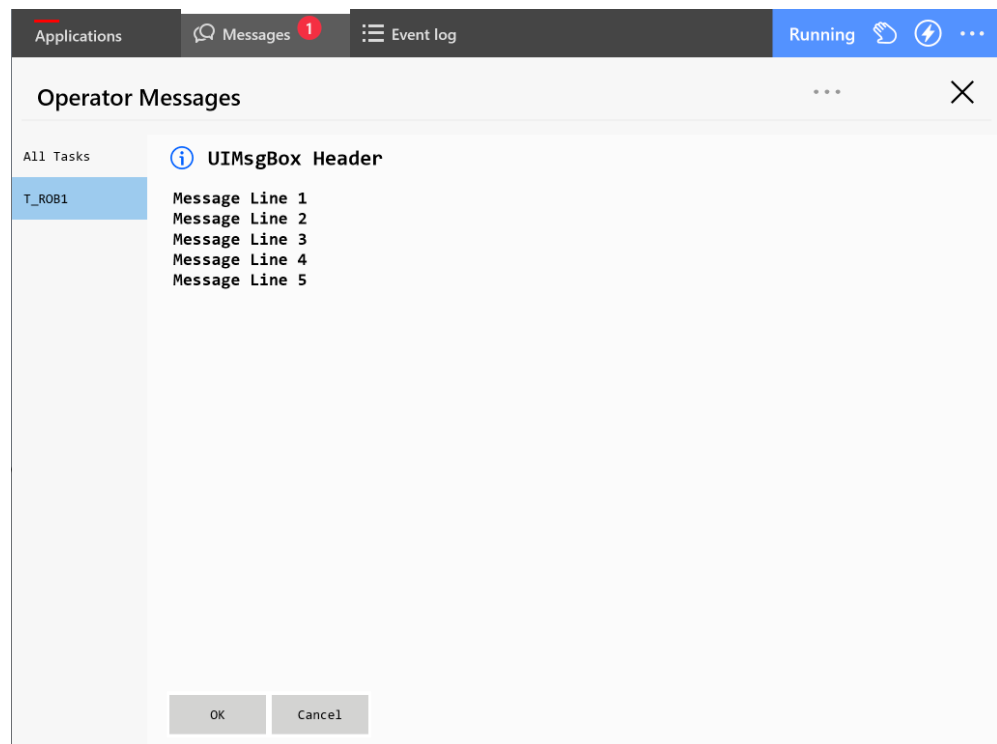 Applications
Messages 1
Event log
Running
Operator Messages
All Tasks
T_ROB1
UIMsgBox Header
Message Line 1
Message Line 2
Message Line 3
Message Line 4
Message Line 5
OK
Cancel